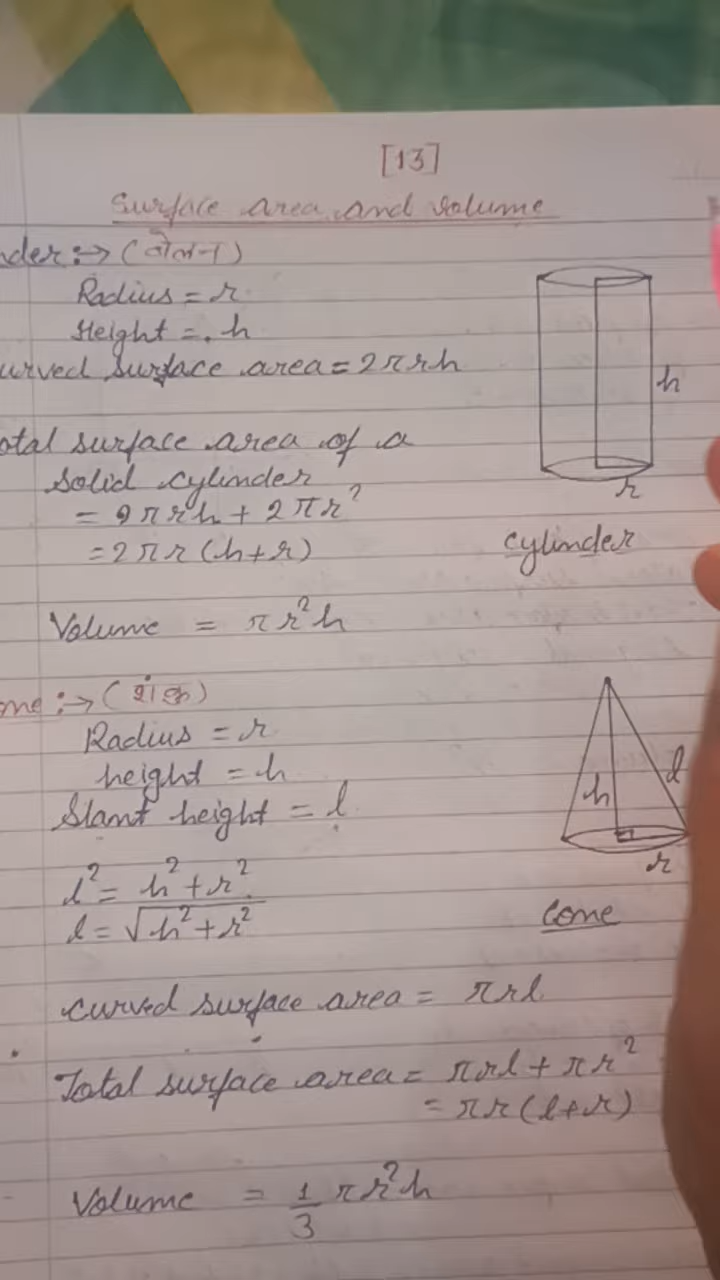 [13]
Surface area and volume
nder :→ (बेलन)
Radius = r
Height = h
urved surface area = 2πrh
h
otal surface area of a
solid cylinder
r
= 2πrh + 2πr²
= 2πr (h+r)
cylinder
Volume = πr²h
one :→ (शंकु)
Radius = r
height = h
Slant height = l
h
l
r
l² = h² + r²
l = √h² + r²
Cone
curved surface area = πrl
Total surface area = πrl + πr²
= πr (l+r)
Volume = 1/3 πr²h